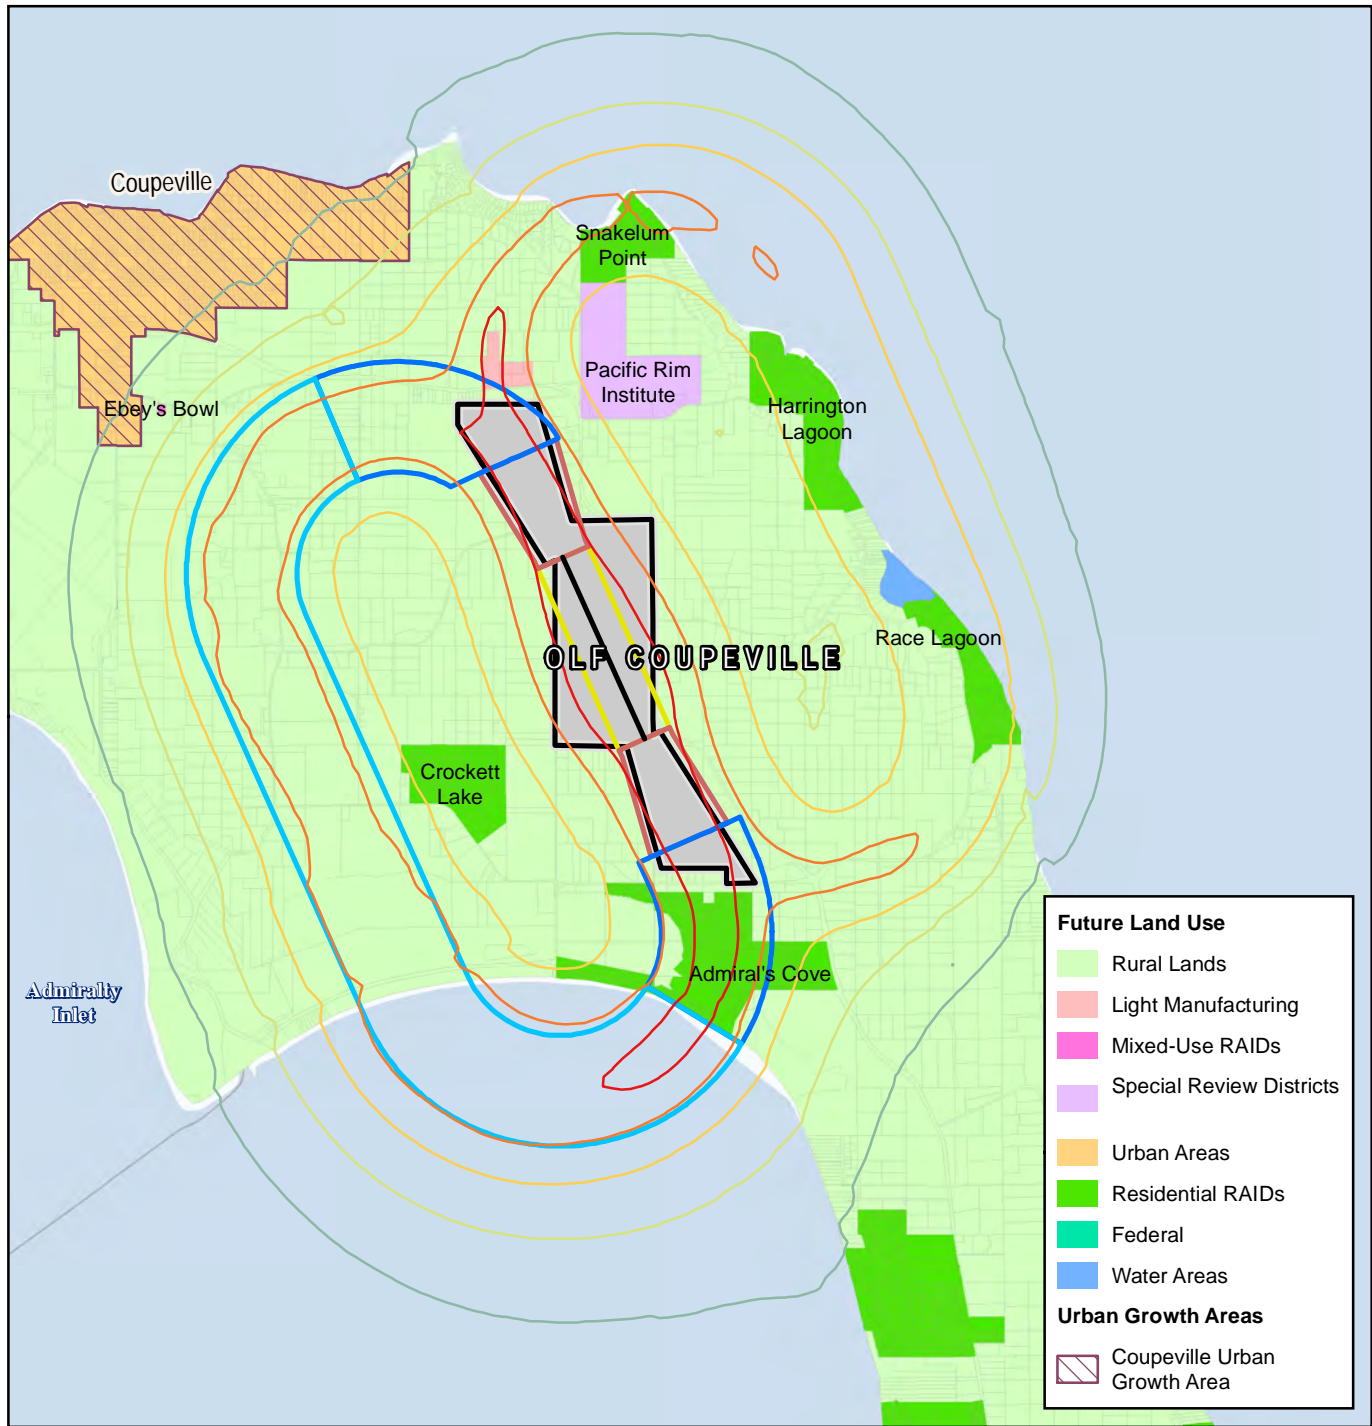 Coupeville
Snakelum
Point
Pacific Rim
Institute
Ebey's Bowl
Harrington
Lagoon
Race Lagoon
OLF COUPEVILLE
Crockett
Lake
Admiral's Cove
Admiralty
Inlet
Future Land Use
Rural Lands
Light Manufacturing
Mixed-Use RAIDs
Special Review Districts
Urban Areas
Residential RAIDs
Federal
Water Areas
Urban Growth Areas
Coupeville Urban
Growth Area